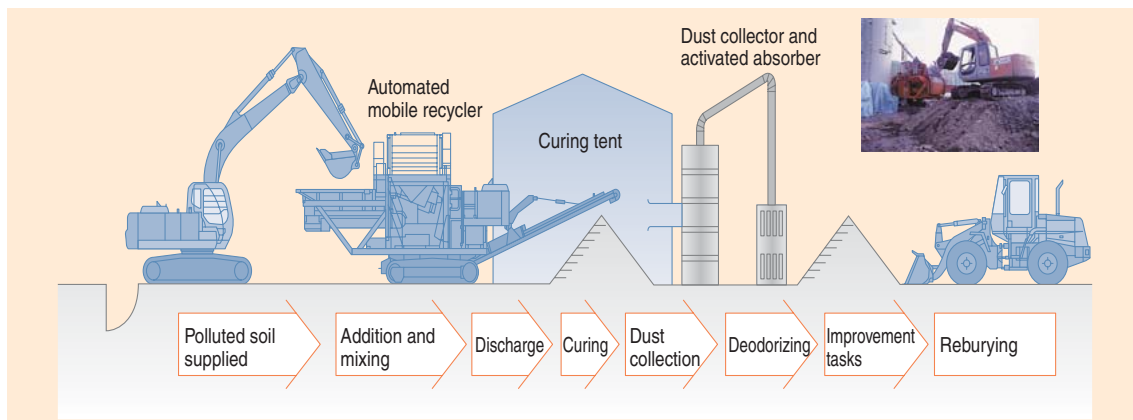 Dust collector and
activated absorber
Automated
mobile recycler
Curing tent
Polluted soil
supplied
Addition and
mixing
Discharge
Curing
Dust
collection
Deodorizing
Improvement
tasks
Reburying